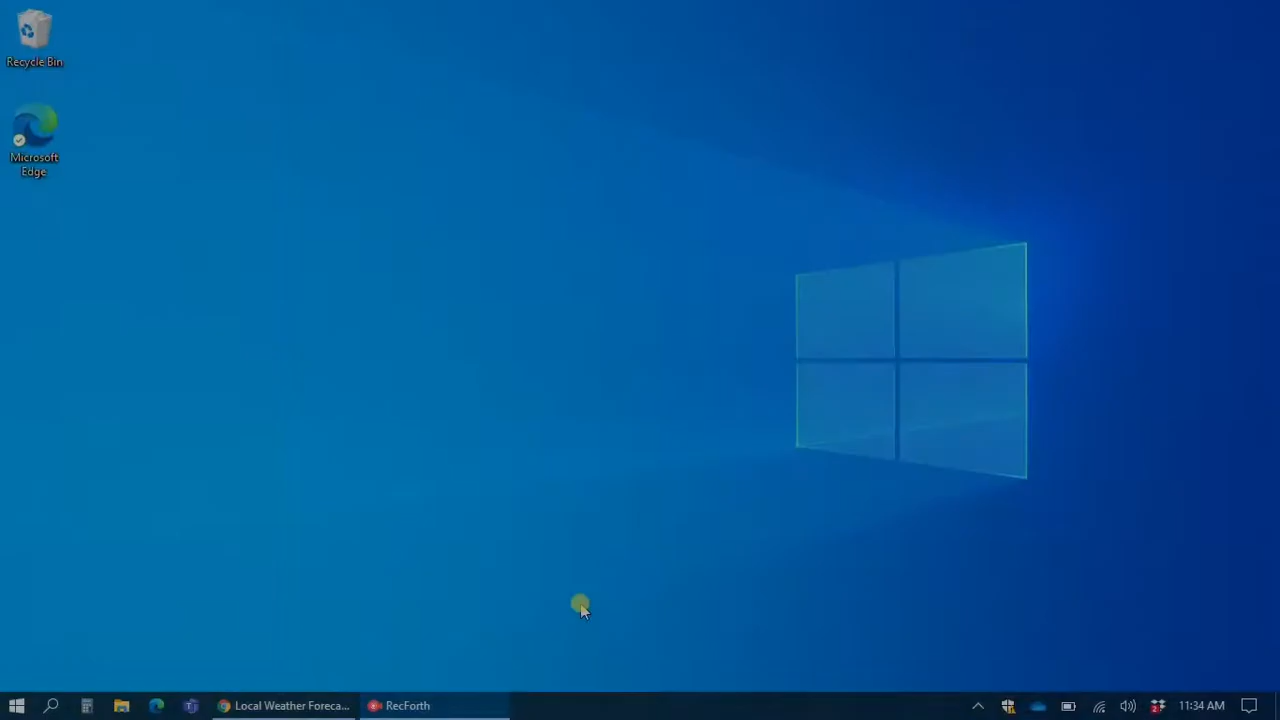 Recycle Bin
Microsoft
Edge
Local Weather Foreca...
RecForth
11:34 AM